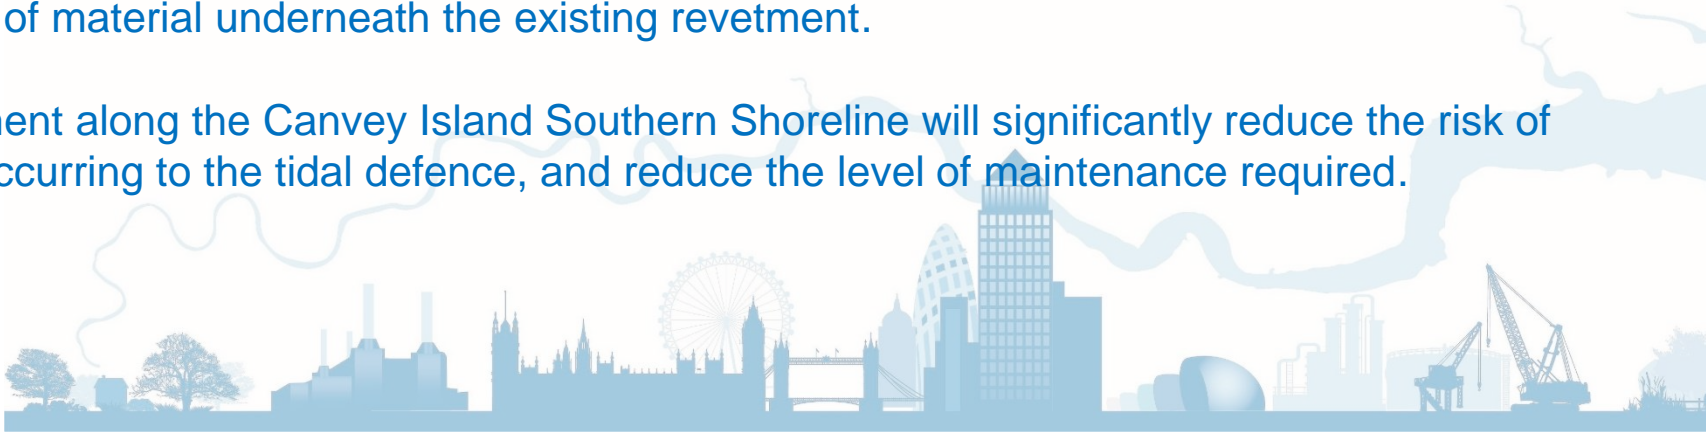 of material underneath the existing revetment.
ent along the Canvey Island Southern Shoreline will significantly reduce the risk of
ccurring to the tidal defence, and reduce the level of maintenance required.